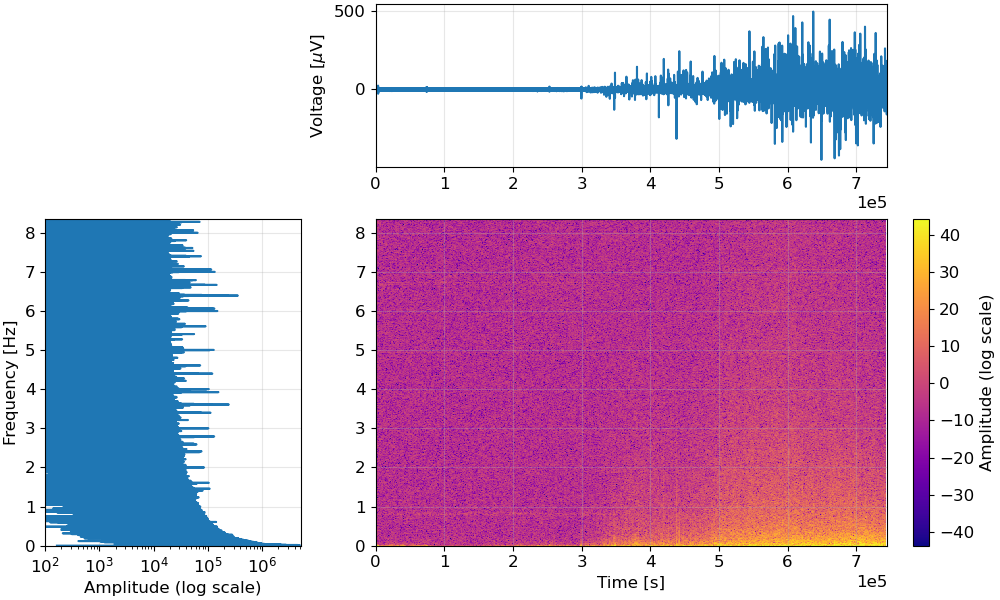 500
0
Voltage [μV]
0 1 2 3 4 5 6 7
1e5
8
7
6
5
4
3
2
1
0
Frequency [Hz]
10² 10³ 10⁴ 10⁵ 10⁶
Amplitude (log scale)
8
7
6
5
4
3
2
1
0
0 1 2 3 4 5 6 7
Time [s]
1e5
40
30
20
10
0
−10
−20
−30
−40
Amplitude (log scale)